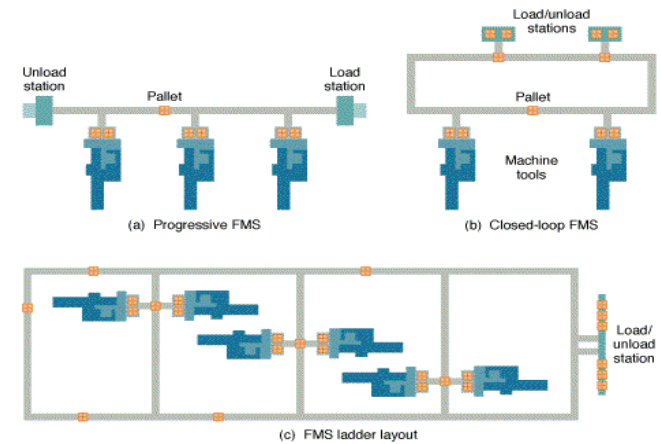 Load/unload
stations
Unload
station
Load
station
Pallet
Pallet
Machine
tools
(a) Progressive FMS
(b) Closed-loop FMS
Load/
unload
station
(c) FMS ladder layout